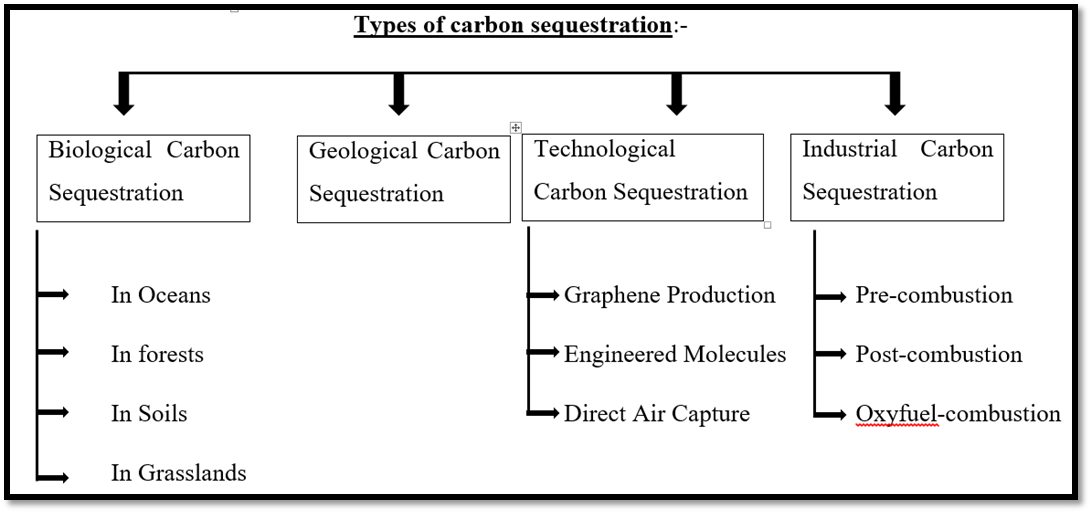 Types of carbon sequestration:-
Biological Carbon
Sequestration
Geological Carbon
Sequestration
Technological
Carbon Sequestration
Industrial Carbon
Sequestration
In Oceans
In forests
In Soils
In Grasslands
Graphene Production
Engineered Molecules
Direct Air Capture
Pre-combustion
Post-combustion
Oxyfuel-combustion